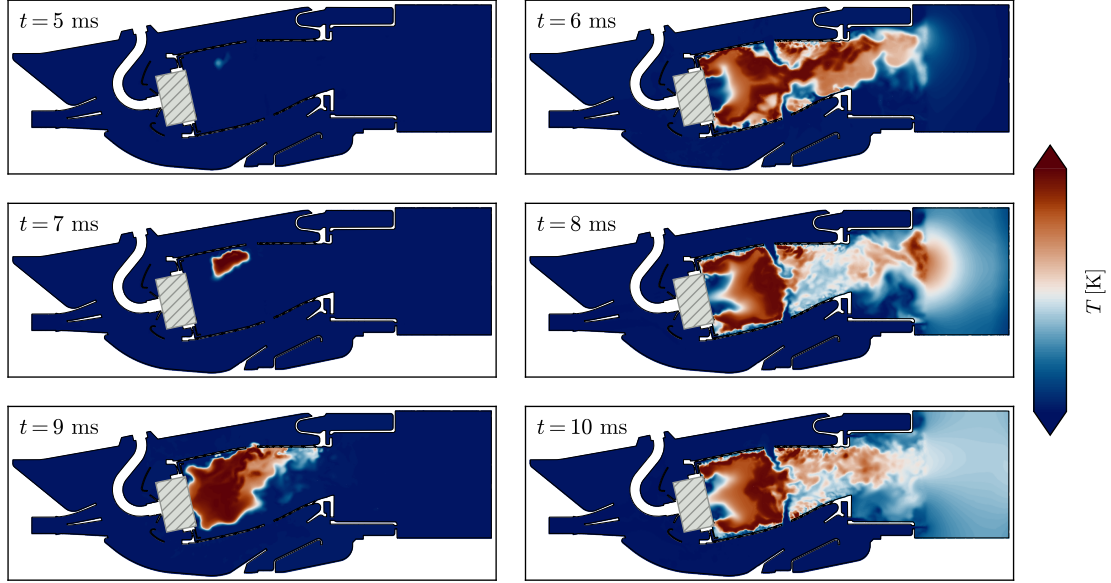 t = 5 ms
t = 6 ms
t = 7 ms
t = 8 ms
t = 9 ms
t = 10 ms
T [K]